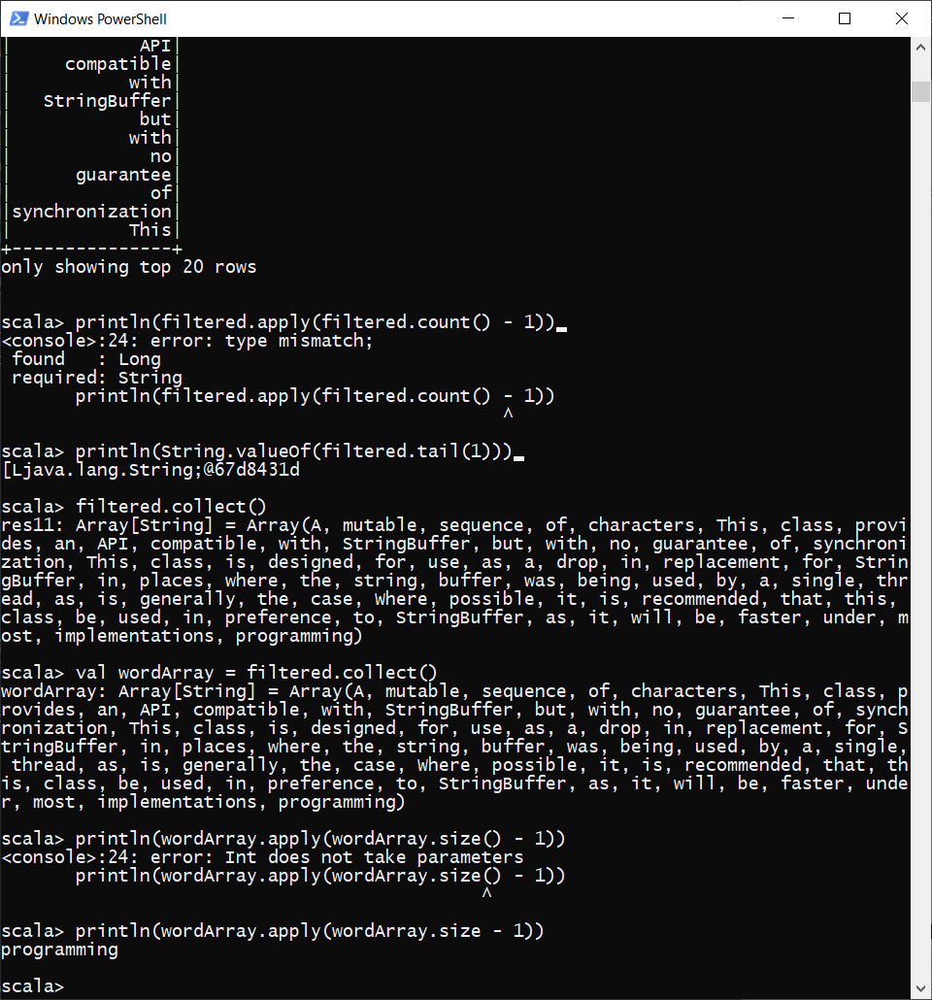 Windows PowerShell
|            API|
|     compatible|
|           with|
|   StringBuffer|
|            but|
|           with|
|             no|
|      guarantee|
|             of|
|synchronization|
|           This|
+---------------+
only showing top 20 rows
scala> println(filtered.apply(filtered.count() - 1))
<console>:24: error: type mismatch;
 found   : Long
 required: String
       println(filtered.apply(filtered.count() - 1))
                                               ^
scala> println(String.valueOf(filtered.tail(1)))
[Ljava.lang.String;@67d8431d
scala> filtered.collect()
res11: Array[String] = Array(A, mutable, sequence, of, characters, This, class, provi
des, an, API, compatible, with, StringBuffer, but, with, no, guarantee, of, synchroni
zation, This, class, is, designed, for, use, as, a, drop, in, replacement, for, Strin
gBuffer, in, places, where, the, string, buffer, was, being, used, by, a, single, thr
ead, as, is, generally, the, case, Where, possible, it, is, recommended, that, this,
class, be, used, in, preference, to, StringBuffer, as, it, will, be, faster, under, m
ost, implementations, programming)
scala> val wordArray = filtered.collect()
wordArray: Array[String] = Array(A, mutable, sequence, of, characters, This, class, p
rovides, an, API, compatible, with, StringBuffer, but, with, no, guarantee, of, synch
ronization, This, class, is, designed, for, use, as, a, drop, in, replacement, for, S
tringBuffer, in, places, where, the, string, buffer, was, being, used, by, a, single,
 thread, as, is, generally, the, case, Where, possible, it, is, recommended, that, th
is, class, be, used, in, preference, to, StringBuffer, as, it, will, be, faster, unde
r, most, implementations, programming)
scala> println(wordArray.apply(wordArray.size() - 1))
<console>:24: error: Int does not take parameters
       println(wordArray.apply(wordArray.size() - 1))
                                             ^
scala> println(wordArray.apply(wordArray.size - 1))
programming
scala>